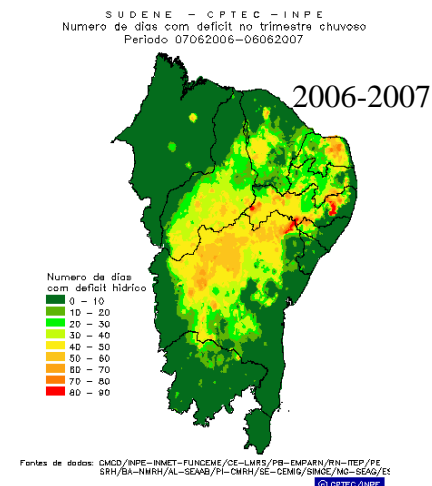 SUDENE - CPTEC - INPE
Numero de dias com deficit no trimestre chuvoso
Periodo 07062006-06062007
2006-2007
Numero de dias
com deficit hidrico
0 - 10
10 - 20
20 - 30
30 - 40
40 - 50
50 - 60
60 - 70
70 - 80
80 - 90
Fontes de dados: CMCD/INPE-INMET-FUNCEME/CE-LMRS/PB-EMPARN/RN-ITEP/PE
SRH/BA-NMRH/AL-SEAAB/PI-CMRH/SE-CEMIG/SIMGE/MG-SEAG/ES
© CPTEC/INPE